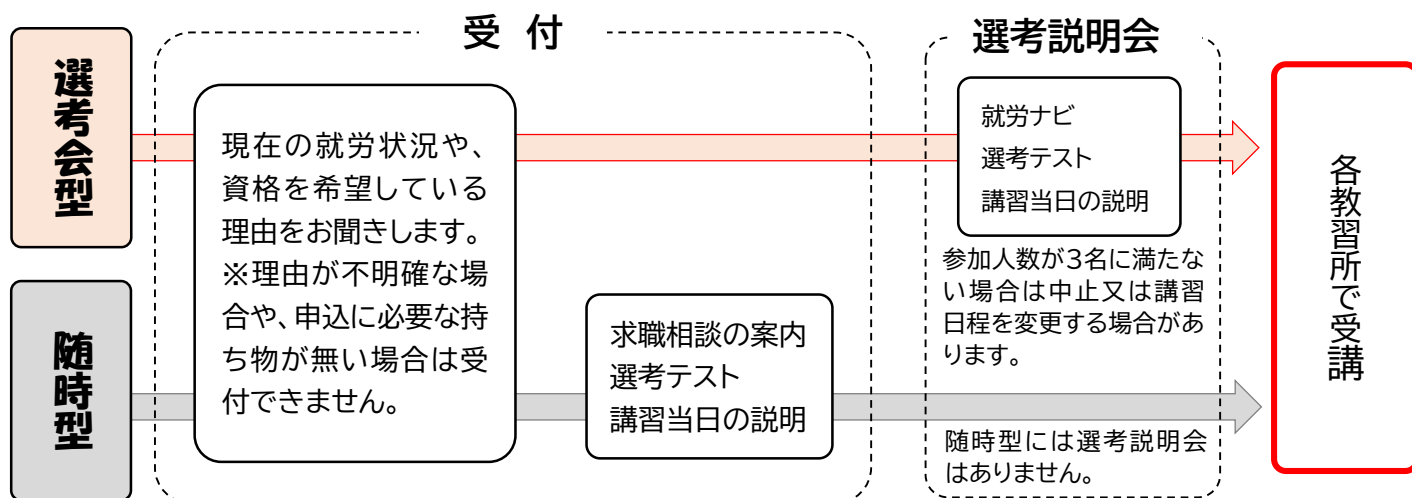 選考会型
随時型
受 付
現在の就労状況や、
資格を希望している
理由をお聞きします。
※理由が不明確な場
合や、申込に必要な持
ち物が無い場合は受
付できません。
求職相談の案内
選考テスト
講習当日の説明
選考説明会
就労ナビ
選考テスト
講習当日の説明
参加人数が3名に満たな
い場合は中止又は講習
日程を変更する場合があ
ります。
随時型には選考説明会
はありません。
各教習所で受講